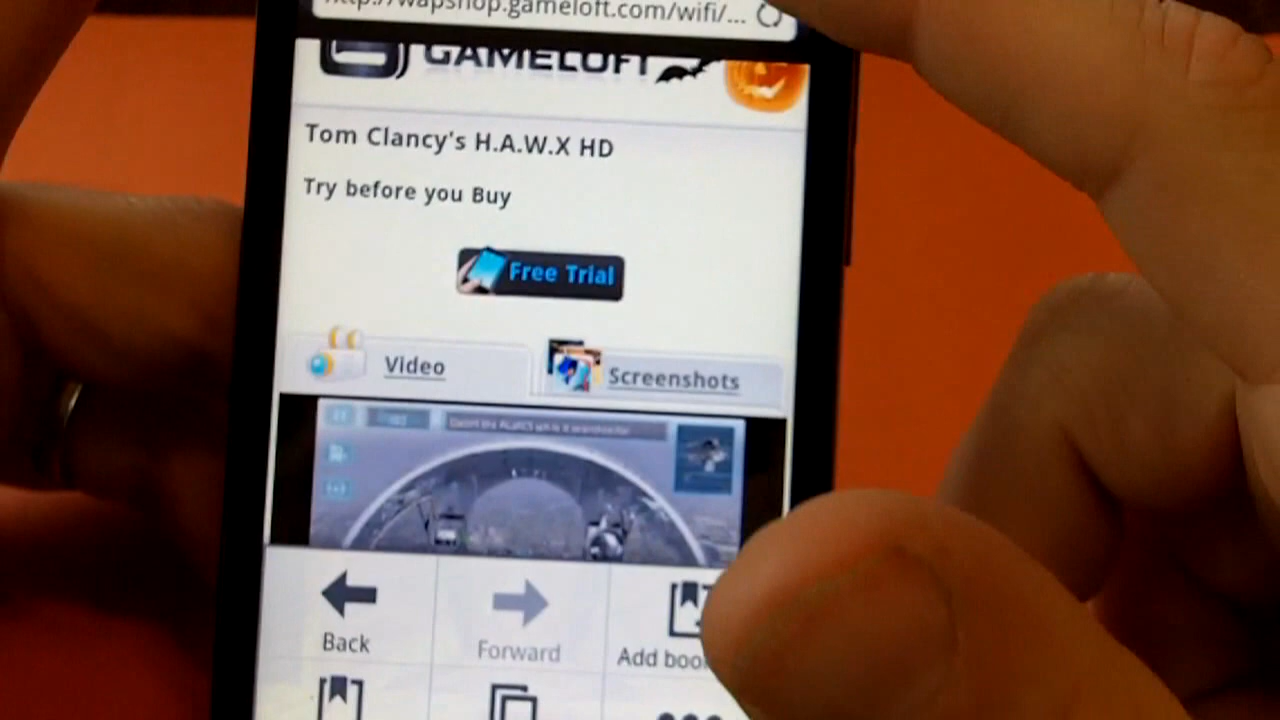 http://wapshop.gameloft.com/wifi/...
GAMELOFT
Tom Clancy's H.A.W.X HD
Try before you Buy
Free Trial
Video
Screenshots
Back
Forward
Add boo